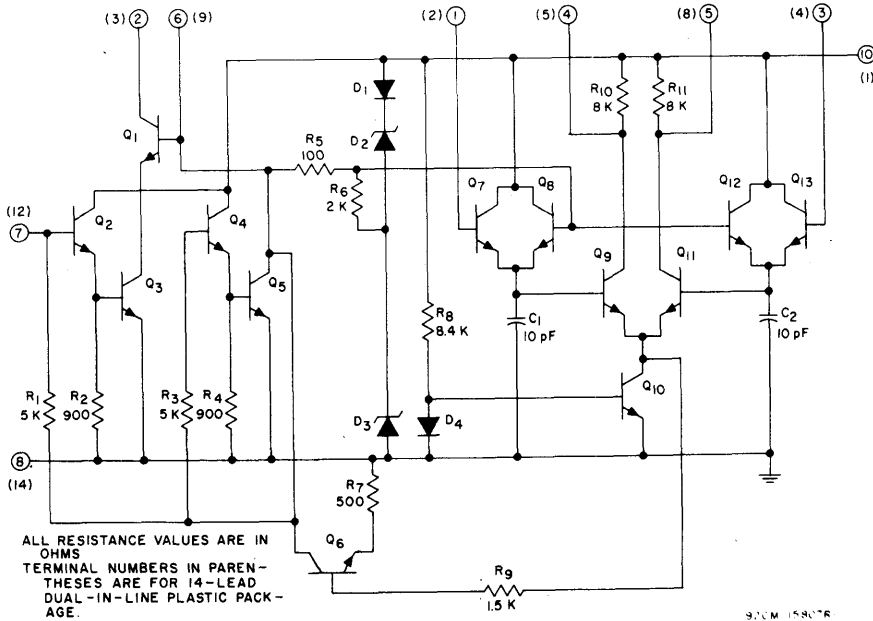 (3) 2 6 (9) (2) 1 (5) 4 (8) 5 (4) 3
10
(1)
D1
R10
8 K
R11
8 K
Q1
D2
R5
100
R6
2 K
Q7 Q8
Q12 Q13
(12)
7
Q2
Q4
Q9
Q11
Q3
Q5
R8
8.4 K
C1
10 pF
C2
10 pF
R1
5 K
R2
900
R3
5 K
R4
900
D3
D4
Q10
8
(14)
R7
500
Q6
R9
1.5 K
ALL RESISTANCE VALUES ARE IN
OHMS
TERMINAL NUMBERS IN PAREN-
THESES ARE FOR 14-LEAD
DUAL-IN-LINE PLASTIC PACK-
AGE.